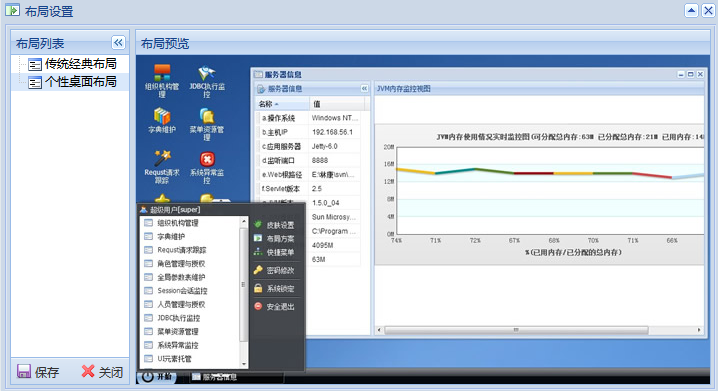 布局设置
布局列表
传统经典布局
个性桌面布局
保存 关闭
布局预览
组织机构管理
JDBC执行监控
字典维护
菜单资源管理
Requst请求跟踪
系统异常监控
服务器信息
服务器信息
名称 值
a.操作系统 Windows NT...
b.主机IP 192.168.56.1
c.应用服务器 Jetty-6.0
d.监听端口 8888
e.Web根路径 E:\林康\svn\...
f.Servlet版本 2.5
1.5.0_04
Sun Microsy...
C:\Program ...
4095M
63M
JVM内存监控视图
JVM内存使用情况实时监控图(可分配总内存:63M 已分配总内存:21M 已用内存:14
20M
16M
12M
8M
4M
0M
74% 71% 72% 67% 68% 70% 71% 66%
%(已用内存/已分配的总内存)
超级用户[super]
组织机构管理
字典维护
Requst请求跟踪
角色管理与授权
全局参数表维护
Session会话监控
人员管理与授权
JDBC执行监控
菜单资源管理
系统异常监控
UI元素托管
皮肤设置
布局方案
快捷菜单
密码修改
系统锁定
安全退出
开始 服务器信息